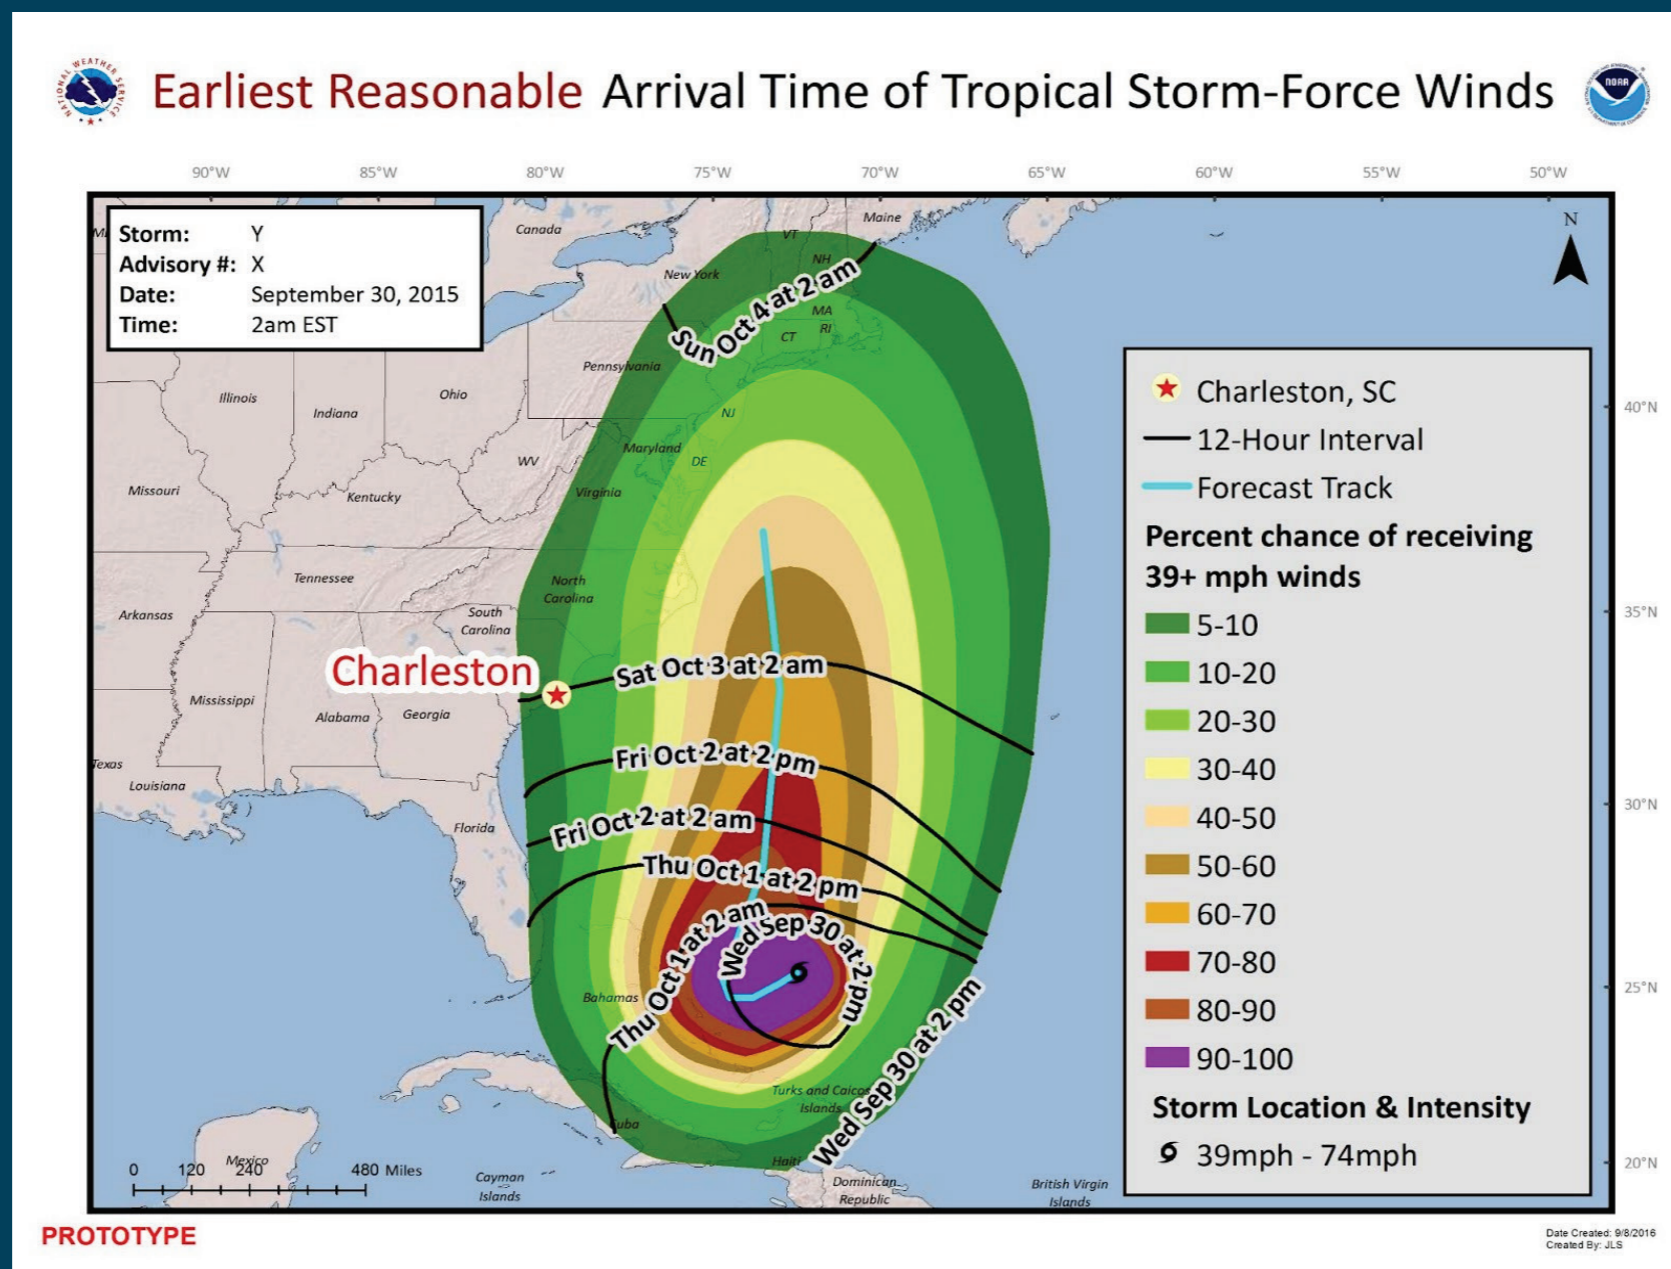 Earliest Reasonable Arrival Time of Tropical Storm-Force Winds
NATIONAL WEATHER SERVICE
NOAA
90°W 85°W 80°W 75°W 70°W 65°W 60°W 55°W 50°W
Storm: Y
Advisory #: X
Date: September 30, 2015
Time: 2am EST
N
Canada
Maine
VT
NH
New York
MA
RI
CT
Sun Oct 4 at 2 am
Pennsylvania
Illinois
Indiana
Ohio
NJ
Maryland
DE
WV
Virginia
Missouri
Kentucky
Tennessee
North
Carolina
Arkansas
South
Carolina
Charleston
Sat Oct 3 at 2 am
Mississippi
Alabama
Georgia
Texas
Louisiana
Fri Oct 2 at 2 pm
Florida
Fri Oct 2 at 2 am
Thu Oct 1 at 2 pm
Thu Oct 1 at 2 am
Wed Sep 30 at 2 pm
Bahamas
Wed Sep 30 at 2 pm
Turks and Caicos
Islands
Cuba
Haiti
Mexico
Cayman
Islands
Dominican
Republic
British Virgin
Islands
0 120 240 480 Miles
Charleston, SC
12-Hour Interval
Forecast Track
Percent chance of receiving
39+ mph winds
5-10
10-20
20-30
30-40
40-50
50-60
60-70
70-80
80-90
90-100
Storm Location & Intensity
39mph - 74mph
40°N
35°N
30°N
25°N
20°N
PROTOTYPE
Date Created: 9/8/2016
Created By: JLS